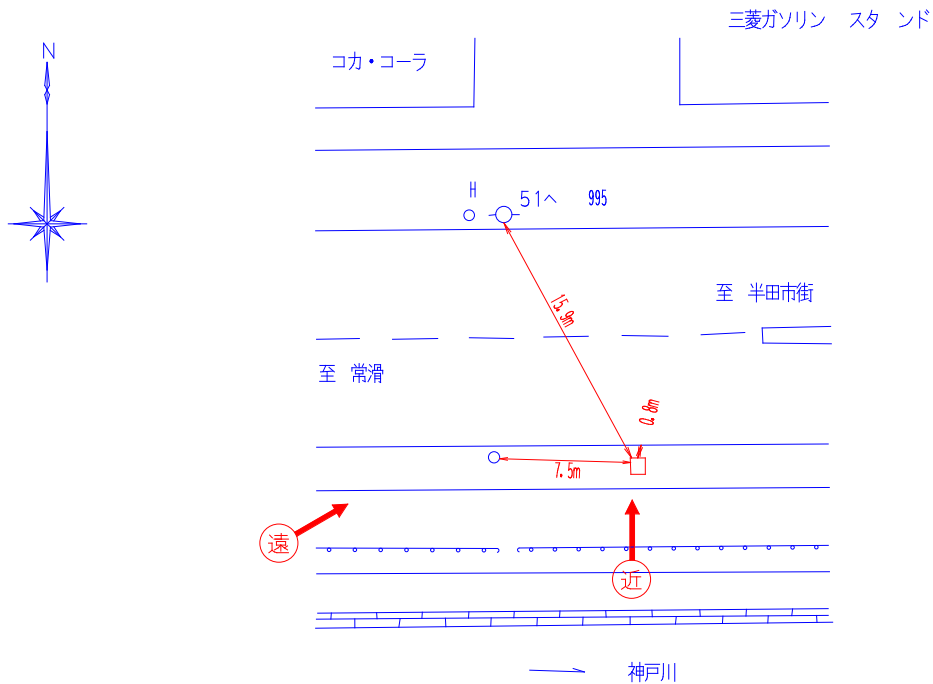 三菱ガソリン スタンド
N
コカ・コーラ
H
51へ 995
15.9m
至 半田市街
至 常滑
0.8m
7.5m
遠
近
神戸川